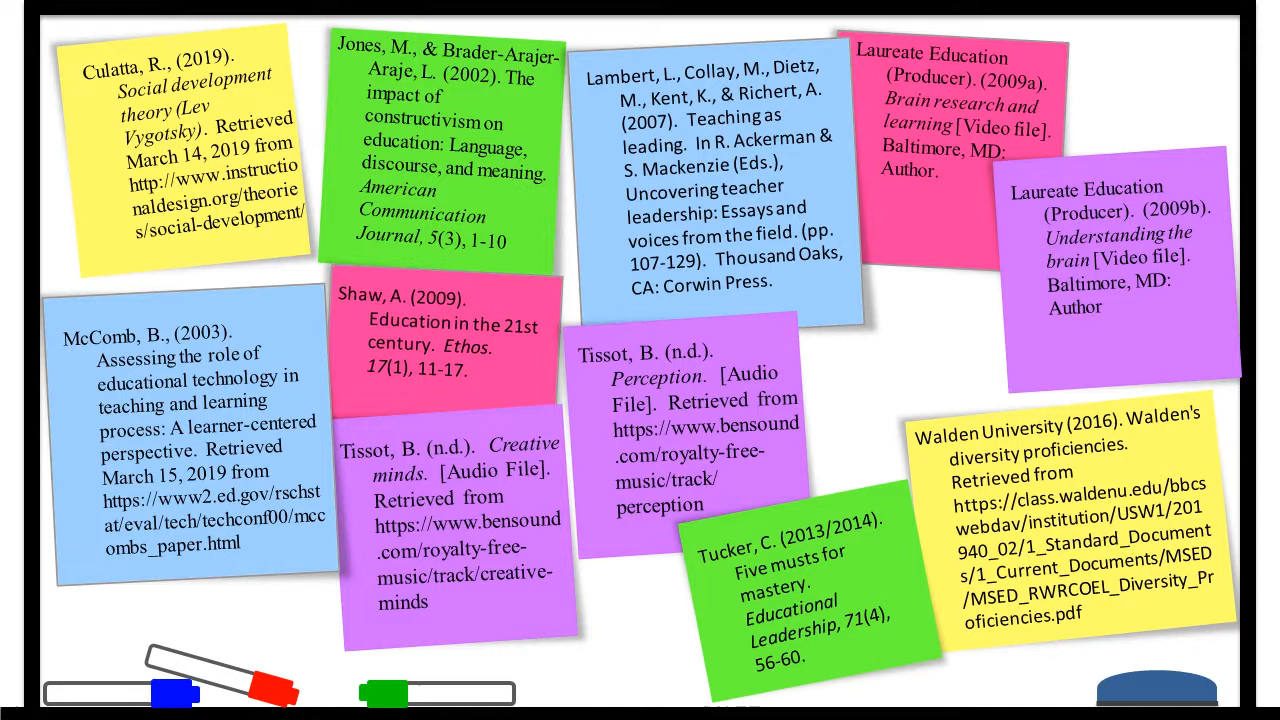 Culatta, R., (2019).
Social development
theory (Lev
Vygotsky). Retrieved
March 14, 2019 from
http://www.instructio
naldesign.org/theorie
s/social-development/
Jones, M., & Brader-Arajer-
Araje, L. (2002). The
impact of
constructivism on
education: Language,
discourse, and meaning.
American
Communication
Journal, 5(3), 1-10
Lambert, L., Collay, M., Dietz,
M., Kent, K., & Richert, A.
(2007). Teaching as
leading. In R. Ackerman &
S. Mackenzie (Eds.),
Uncovering teacher
leadership: Essays and
voices from the field. (pp.
107-129). Thousand Oaks,
CA: Corwin Press.
Laureate Education
(Producer). (2009a).
Brain research and
learning [Video file].
Baltimore, MD:
Author.
Laureate Education
(Producer). (2009b).
Understanding the
brain [Video file].
Baltimore, MD:
Author
McComb, B., (2003).
Assessing the role of
educational technology in
teaching and learning
process: A learner-centered
perspective. Retrieved
March 15, 2019 from
https://www2.ed.gov/rschst
at/eval/tech/techconf00/mcc
ombs_paper.html
Shaw, A. (2009).
Education in the 21st
century. Ethos.
17(1), 11-17.
Tissot, B. (n.d.). Creative
minds. [Audio File].
Retrieved from
https://www.bensound
.com/royalty-free-
music/track/creative-
minds
Tissot, B. (n.d.).
Perception. [Audio
File]. Retrieved from
https://www.bensound
.com/royalty-free-
music/track/
perception
Tucker, C. (2013/2014).
Five musts for
mastery.
Educational
Leadership, 71(4),
56-60.
Walden University (2016). Walden's
diversity proficiencies.
Retrieved from
https://class.waldenu.edu/bbcs
webdav/institution/USW1/201
940_02/1_Standard_Document
s/1_Current_Documents/MSED
/MSED_RWRCOEL_Diversity_Pr
oficiencies.pdf